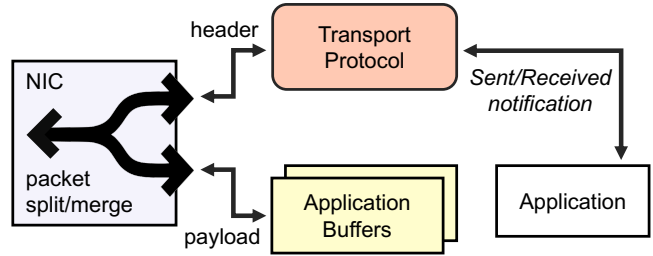 header
Transport
Protocol
NIC
Sent/Received
notification
packet
split/merge
payload
Application
Buffers
Application